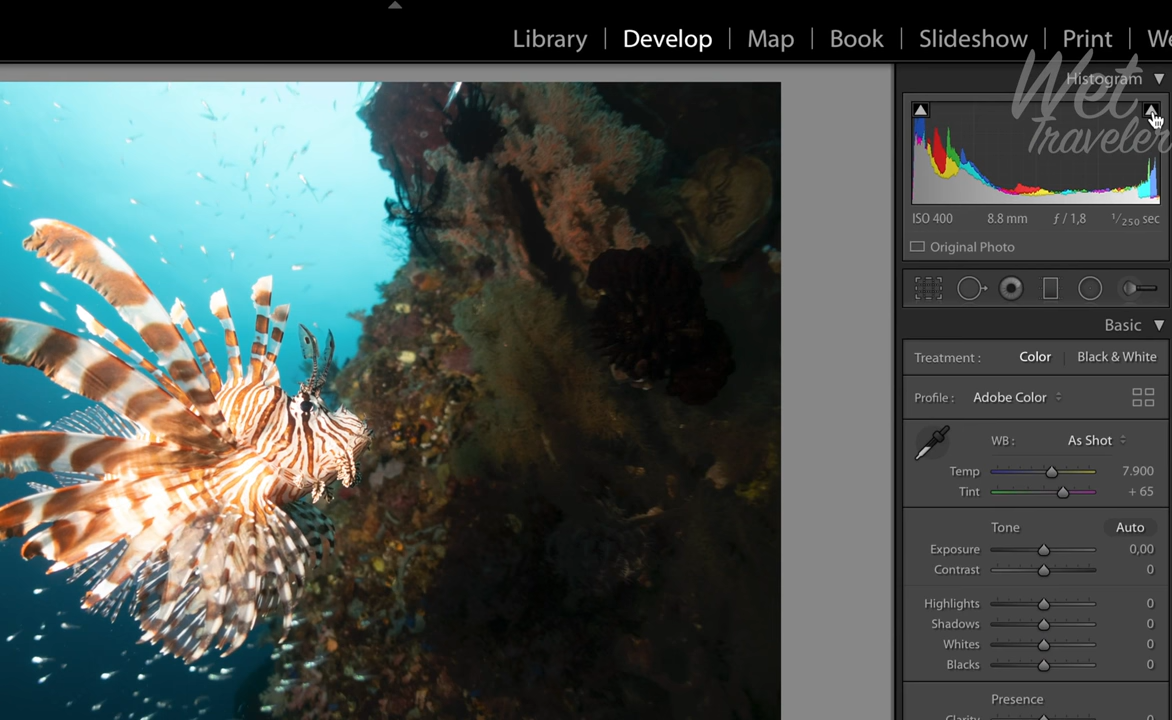 Library | Develop | Map | Book | Slideshow | Print | We
Histogram
Wet
Traveler
ISO 400 8.8 mm ƒ / 1,8 1/250 sec
Original Photo
Basic
Treatment : Color | Black & White
Profile : Adobe Color
WB : As Shot
Temp 7.900
Tint + 65
Tone Auto
Exposure 0,00
Contrast 0
Highlights 0
Shadows 0
Whites 0
Blacks 0
Presence
Clarity